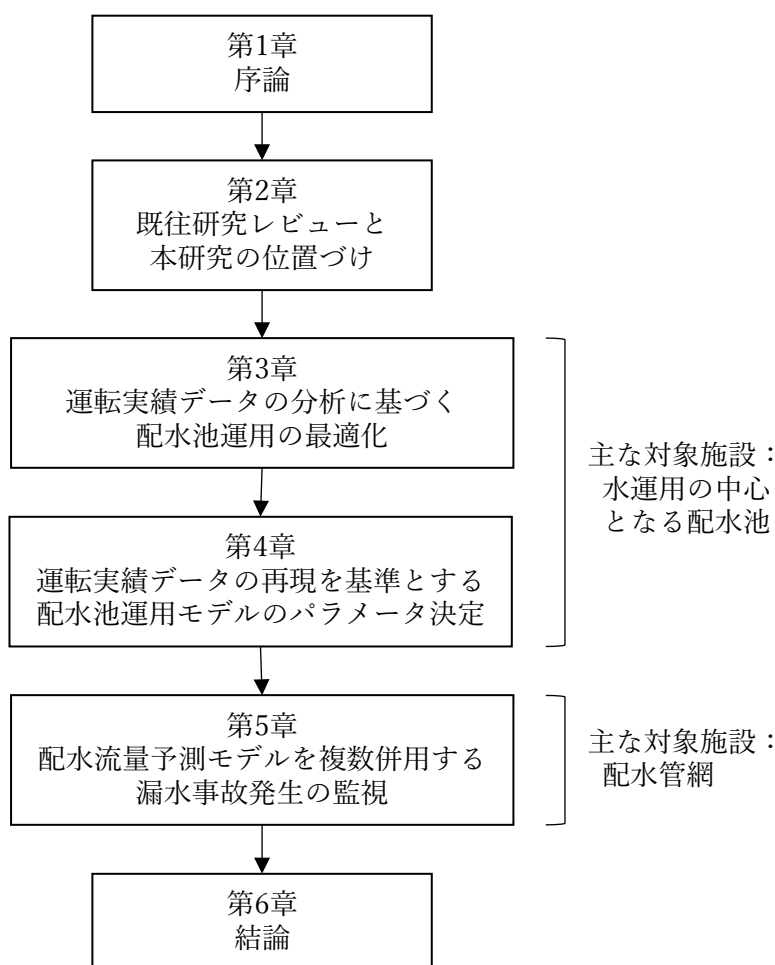 第1章
序論
第2章
既往研究レビューと
本研究の位置づけ
第3章
運転実績データの分析に基づく
配水池運用の最適化
第4章
運転実績データの再現を基準とする
配水池運用モデルのパラメータ決定
主な対象施設：
水運用の中心
となる配水池
第5章
配水流量予測モデルを複数併用する
漏水事故発生の監視
主な対象施設：
配水管網
第6章
結論